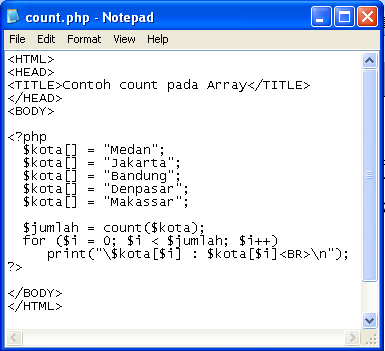 count.php - Notepad
File Edit Format View Help
<HTML>
<HEAD>
<TITLE>Contoh count pada Array</TITLE>
</HEAD>
<BODY>
<?php
$kota[] = "Medan";
$kota[] = "Jakarta";
$kota[] = "Bandung";
$kota[] = "Denpasar";
$kota[] = "Makassar";
$jumlah = count($kota);
for ($i = 0; $i < $jumlah; $i++)
print("\$kota[$i] : $kota[$i]<BR>\n");
?>
</BODY>
</HTML>